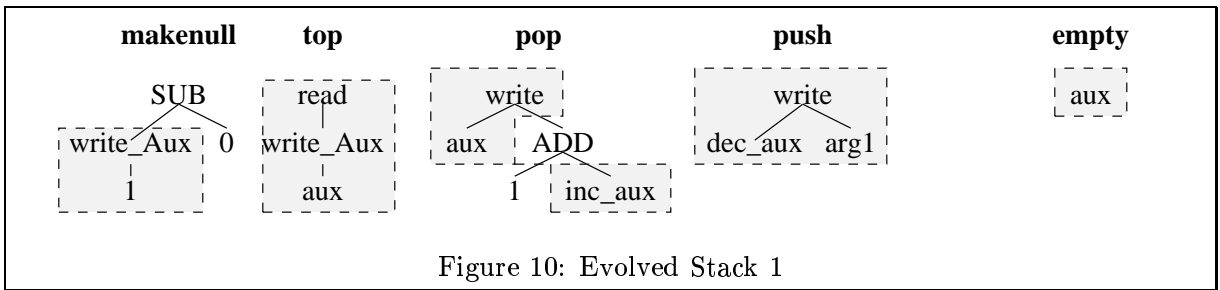 makenull top pop push empty
SUB read write write aux
write_Aux 0 write_Aux aux ADD dec_aux arg1
1 aux 1 inc_aux
Figure 10: Evolved Stack 1